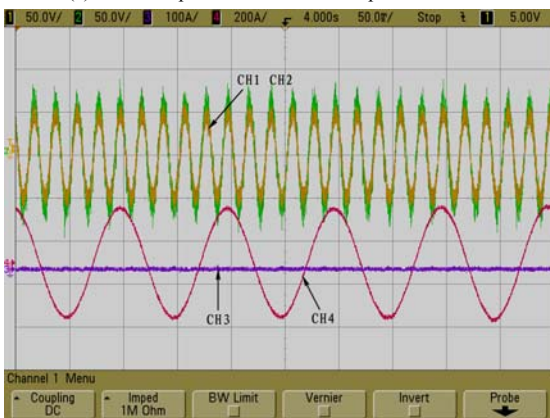 1 50.0V/ 2 50.0V/ 3 100A/ 4 200A/ 4.000s 50.0 Stop 1 5.00V
CH1 CH2
CH3 CH4
Channel 1 Menu
Coupling Imped BW Limit Vernier Invert Probe
DC 1M Ohm